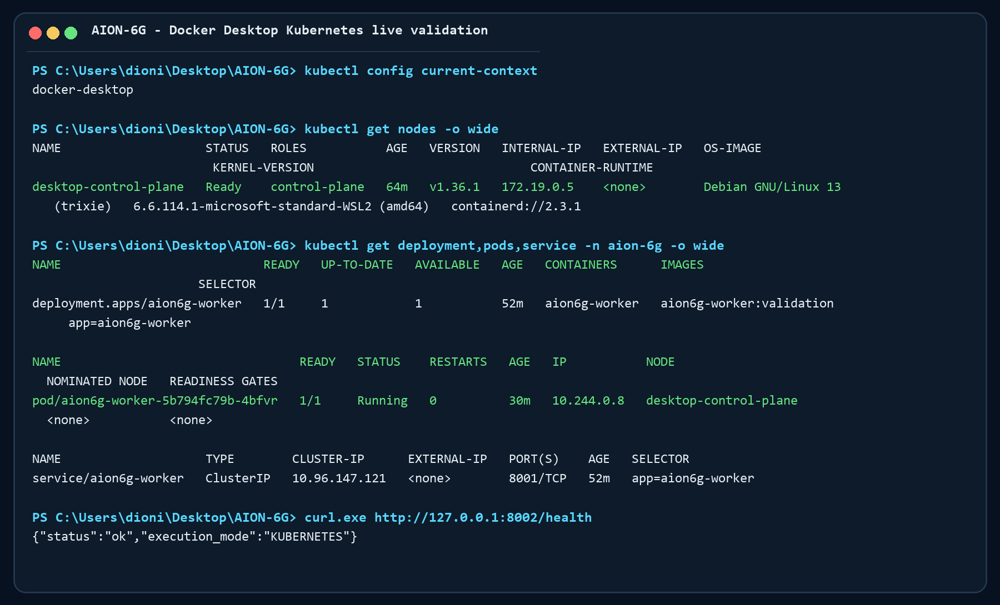 AION-6G - Docker Desktop Kubernetes live validation
PS C:\Users\dioni\Desktop\AION-6G> kubectl config current-context
docker-desktop
PS C:\Users\dioni\Desktop\AION-6G> kubectl get nodes -o wide
NAME                    STATUS   ROLES           AGE   VERSION   INTERNAL-IP   EXTERNAL-IP   OS-IMAGE
                         KERNEL-VERSION                              CONTAINER-RUNTIME
desktop-control-plane   Ready    control-plane   64m   v1.36.1   172.19.0.5    <none>        Debian GNU/Linux 13
   (trixie)   6.6.114.1-microsoft-standard-WSL2 (amd64)   containerd://2.3.1
PS C:\Users\dioni\Desktop\AION-6G> kubectl get deployment,pods,service -n aion-6g -o wide
NAME                            READY   UP-TO-DATE   AVAILABLE   AGE   CONTAINERS      IMAGES
                       SELECTOR
deployment.apps/aion6g-worker   1/1     1            1           52m   aion6g-worker   aion6g-worker:validation
     app=aion6g-worker
NAME                                 READY   STATUS    RESTARTS   AGE   IP           NODE
  NOMINATED NODE   READINESS GATES
pod/aion6g-worker-5b794fc79b-4bfvr   1/1     Running   0          30m   10.244.0.8   desktop-control-plane
  <none>           <none>
NAME                    TYPE        CLUSTER-IP      EXTERNAL-IP   PORT(S)    AGE   SELECTOR
service/aion6g-worker   ClusterIP   10.96.147.121   <none>        8001/TCP   52m   app=aion6g-worker
PS C:\Users\dioni\Desktop\AION-6G> curl.exe http://127.0.0.1:8002/health
{"status":"ok","execution_mode":"KUBERNETES"}